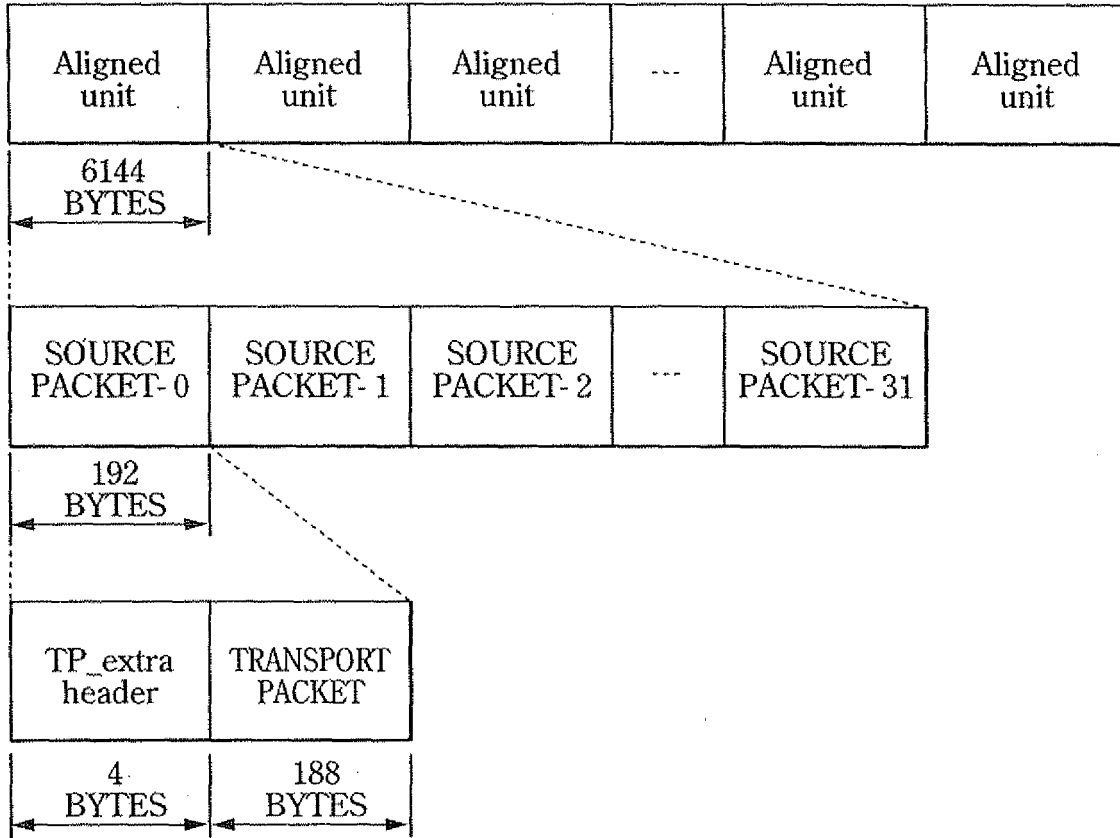 Aligned unit
Aligned unit
Aligned unit
---
Aligned unit
Aligned unit
6144 BYTES
SOURCE PACKET- 0
SOURCE PACKET- 1
SOURCE PACKET- 2
---
SOURCE PACKET- 31
192 BYTES
TP_extra header
TRANSPORT PACKET
4 BYTES
188 BYTES